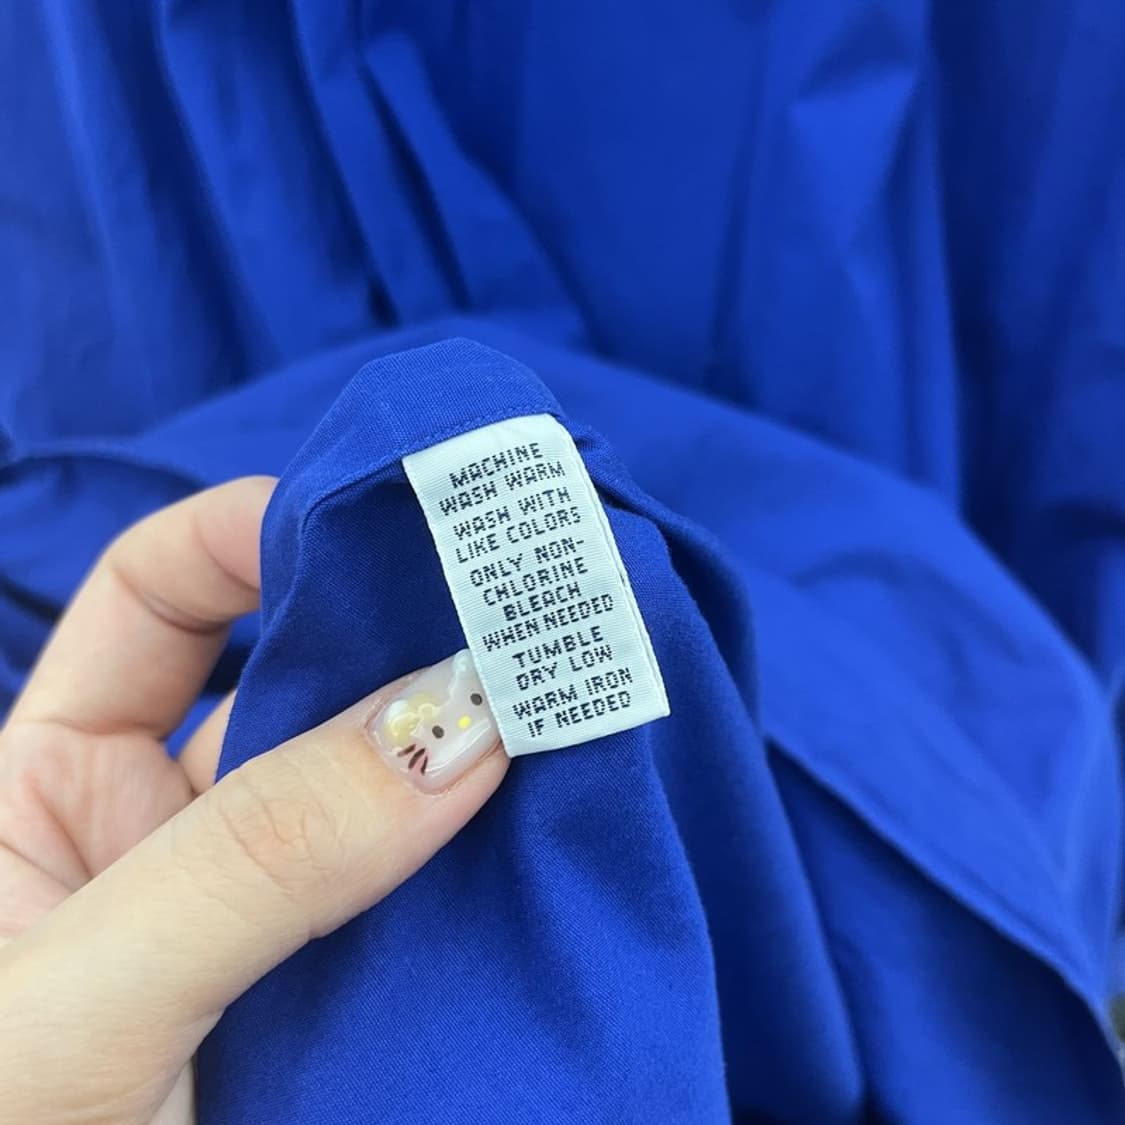 MACHINE
WASH WARM
WASH WITH
LIKE COLORS
ONLY NON-
CHLORINE
BLEACH
WHEN NEEDED
TUMBLE
DRY LOW
WARM IRON
IF NEEDED